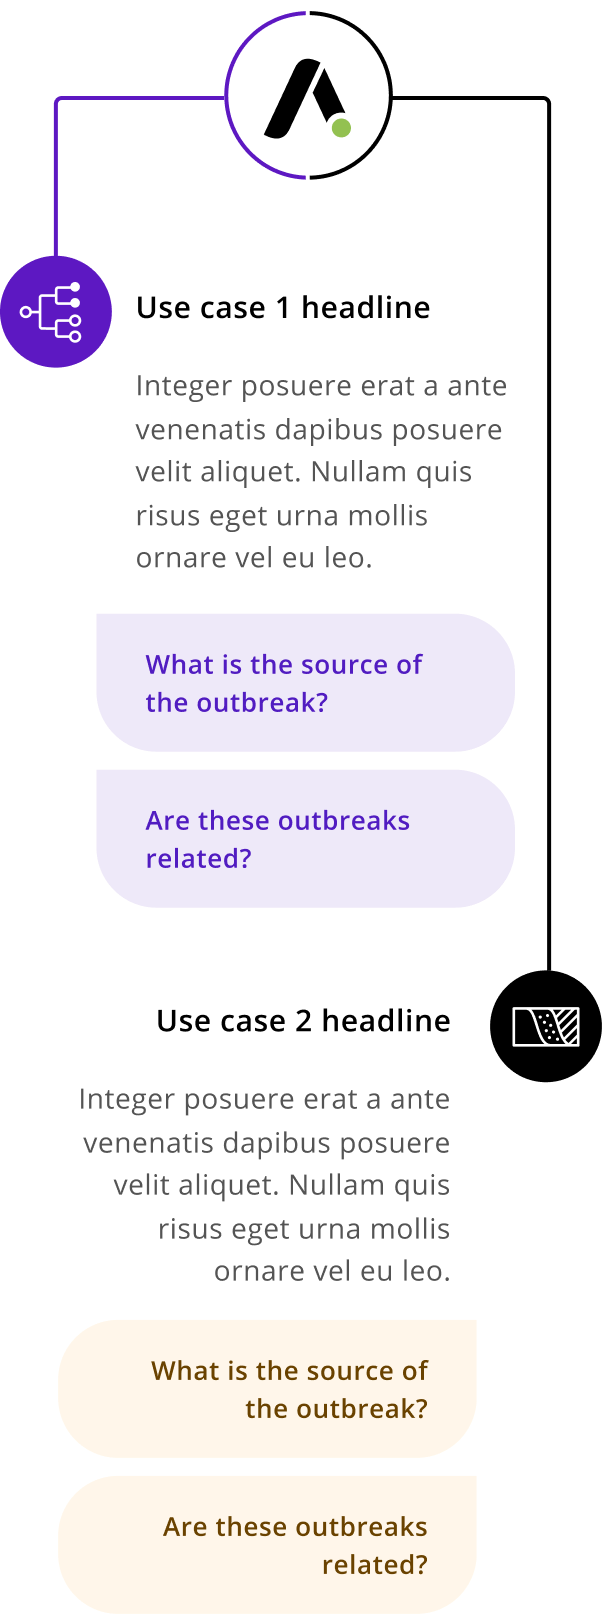 Use case 1 headline
Integer posuere erat a ante
venenatis dapibus posuere
velit aliquet. Nullam quis
risus eget urna mollis
ornare vel eu leo.
What is the source of
the outbreak?
Are these outbreaks
related?
Use case 2 headline
Integer posuere erat a ante
venenatis dapibus posuere
velit aliquet. Nullam quis
risus eget urna mollis
ornare vel eu leo.
What is the source of
the outbreak?
Are these outbreaks
related?